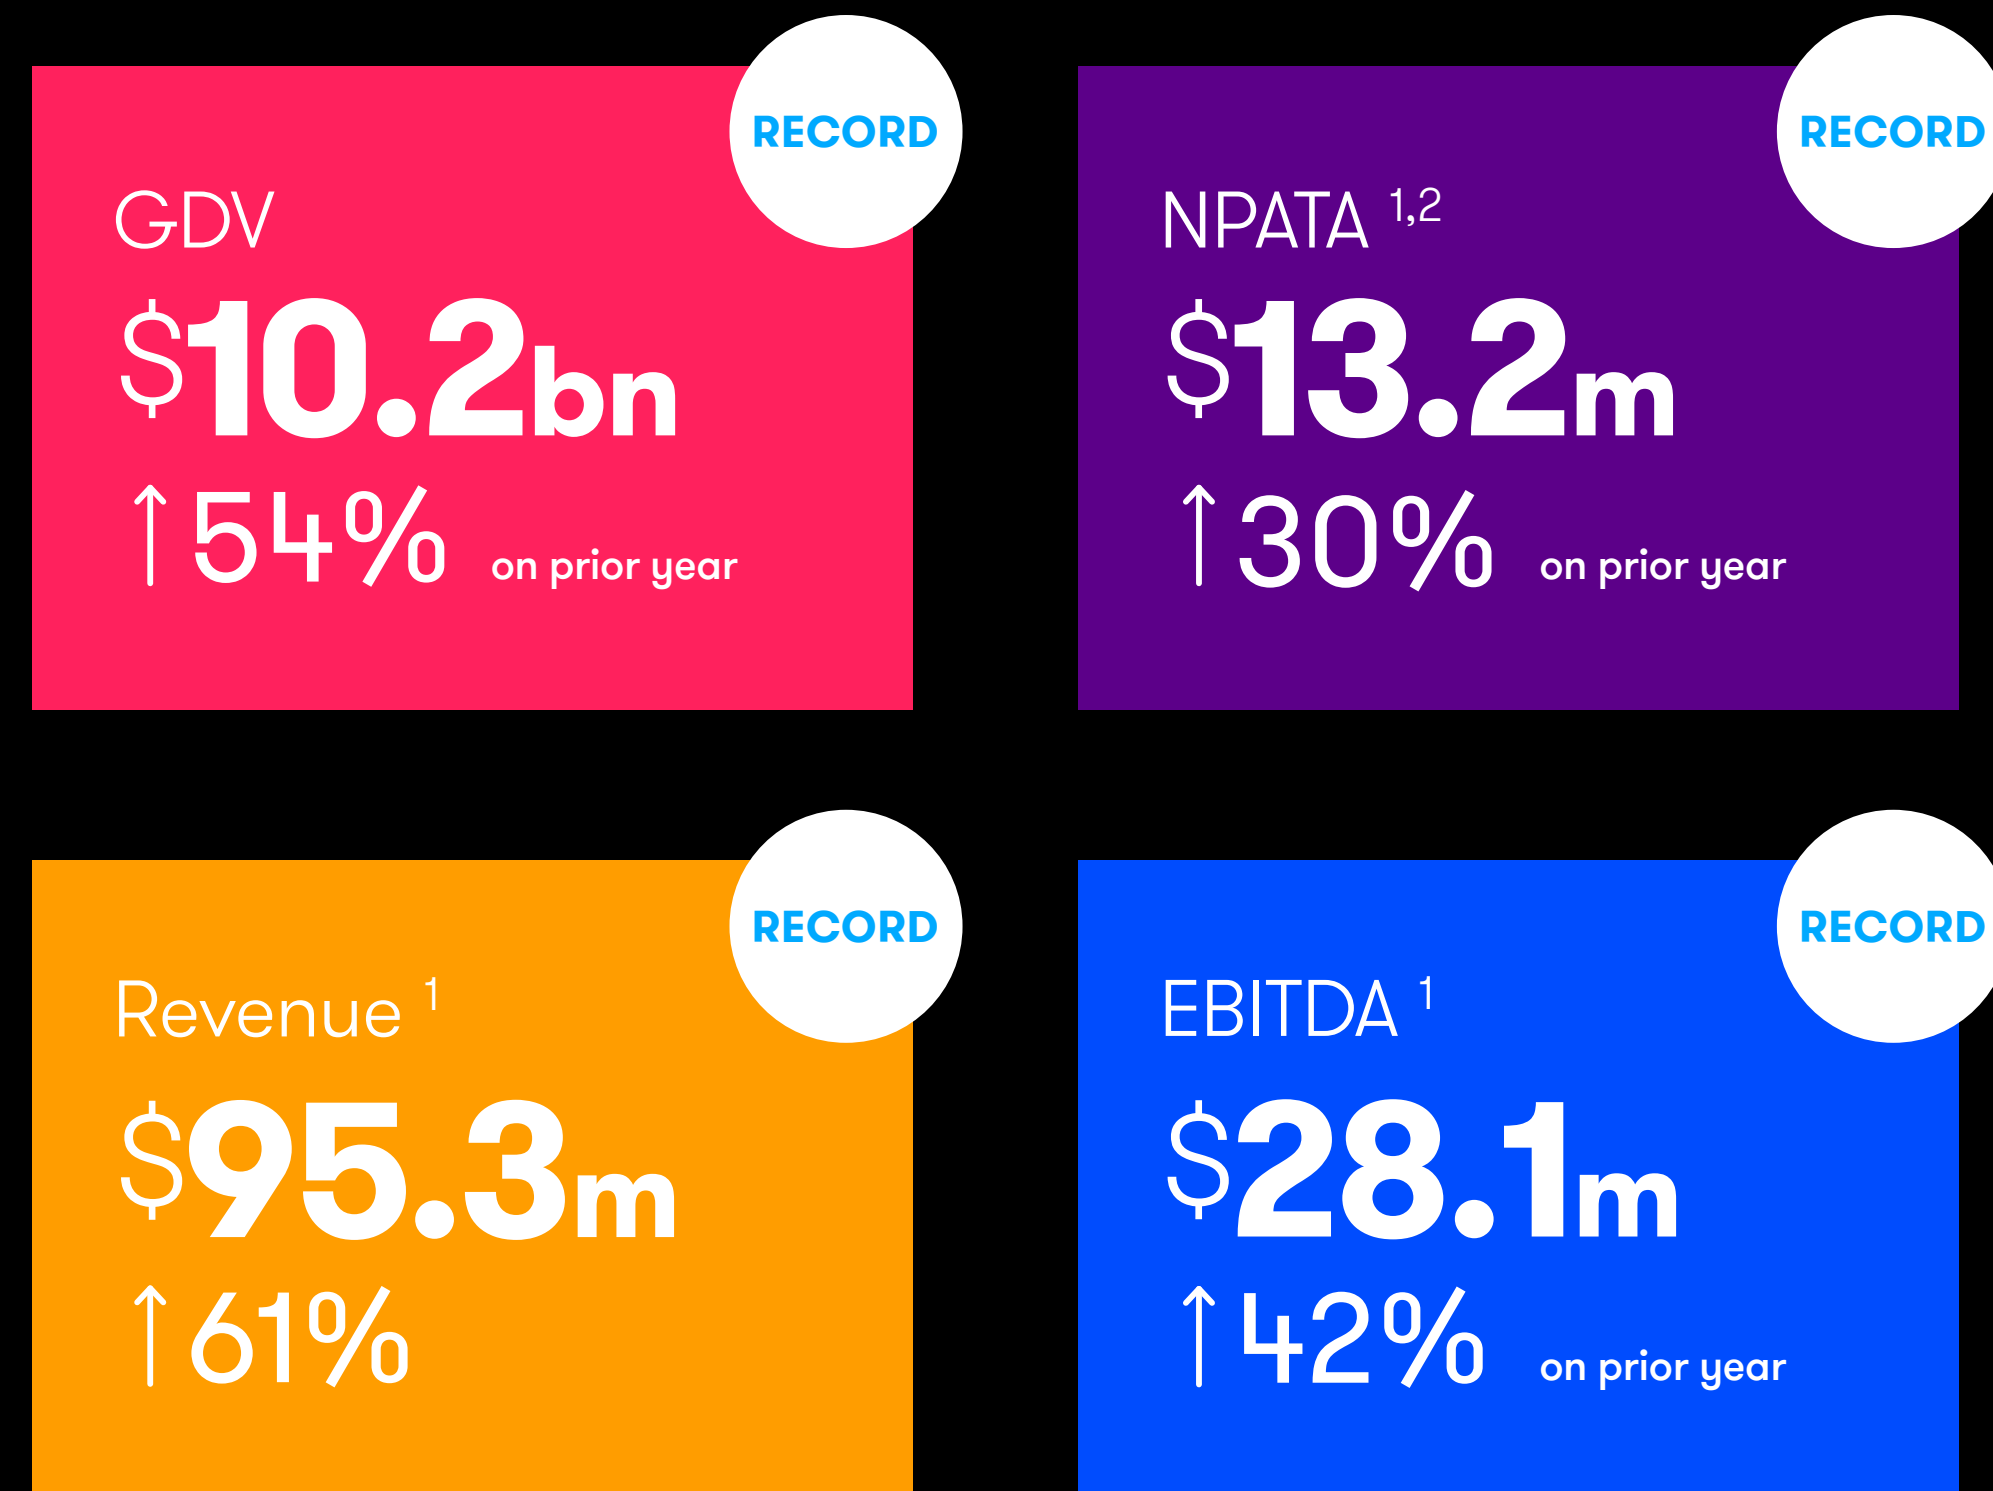 RECORD
GDV
$10.2bn
↑54% on prior year
RECORD
NPATA 1,2
$13.2m
↑30% on prior year
RECORD
Revenue 1
$95.3m
↑61%
RECORD
EBITDA 1
$28.1m
↑42% on prior year